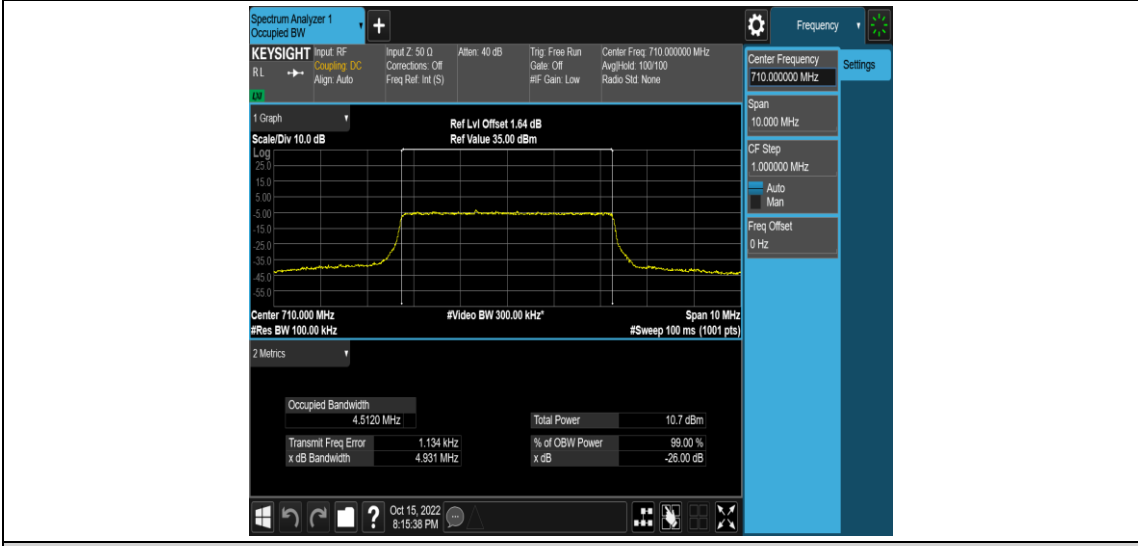 Spectrum Analyzer 1
Occupied BW
+
Frequency
KEYSIGHT
RL
Input: RF
Coupling: DC
Align: Auto
Input Z: 50 Ω
Corrections: Off
Freq Ref: Int (S)
Atten: 40 dB
Trig: Free Run
Gate: Off
#IF Gain: Low
Center Freq: 710.000000 MHz
Avg|Hold: 100/100
Radio Std: None
Center Frequency
710.000000 MHz
Settings
Span
10.000 MHz
CF Step
1.000000 MHz
Auto
Man
Freq Offset
0 Hz
1 Graph
Ref Lvl Offset 1.64 dB
Scale/Div 10.0 dB
Ref Value 35.00 dBm
Log
25.0
15.0
5.00
-5.00
-15.0
-25.0
-35.0
-45.0
-55.0
Center 710.000 MHz
#Video BW 300.00 kHz*
Span 10 MHz
#Res BW 100.00 kHz
#Sweep 100 ms (1001 pts)
2 Metrics
Occupied Bandwidth
4.5120 MHz
Total Power 10.7 dBm
Transmit Freq Error 1.134 kHz
% of OBW Power 99.00 %
x dB Bandwidth 4.931 MHz
x dB -26.00 dB
?
Oct 15, 2022
8:15:38 PM